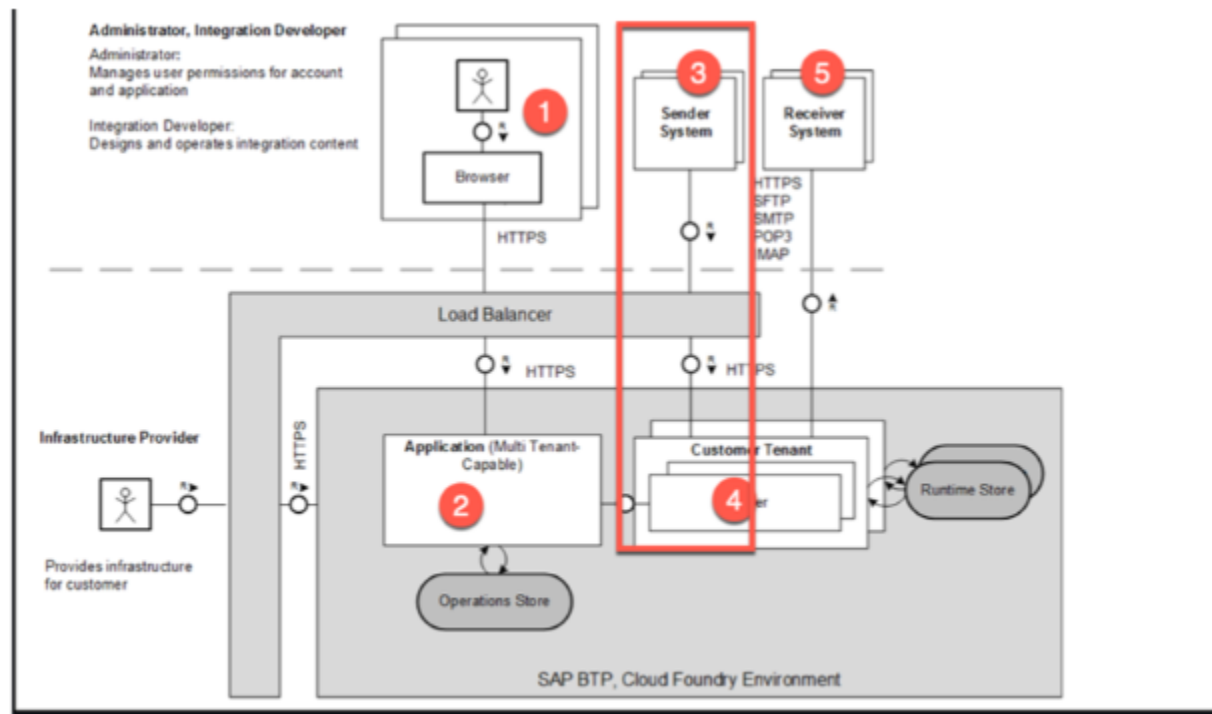 Administrator, Integration Developer
Administrator:
Manages user permissions for account
and application
Integration Developer:
Designs and operates integration content
1
Browser
HTTPS
3
Sender
System
5
Receiver
System
HTTPS
SFTP
SMTP
POP3
IMAP
Load Balancer
R
HTTPS
R
HTTPS
Infrastructure Provider
R
HTTPS
R
Provides infrastructure
for customer
Application (Multi Tenant-
Capable)
2
Operations Store
Customer Tenant
4
er
Runtime Store
SAP BTP, Cloud Foundry Environment